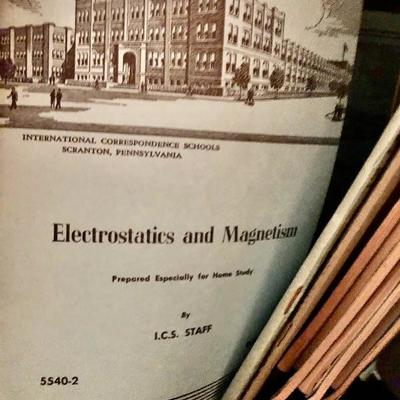 INTERNATIONAL CORRESPONDENCE SCHOOLS
SCRANTON, PENNSYLVANIA
Electrostatics and Magnetism
Prepared Especially for Home Study
By
I.C.S. STAFF
5540-2